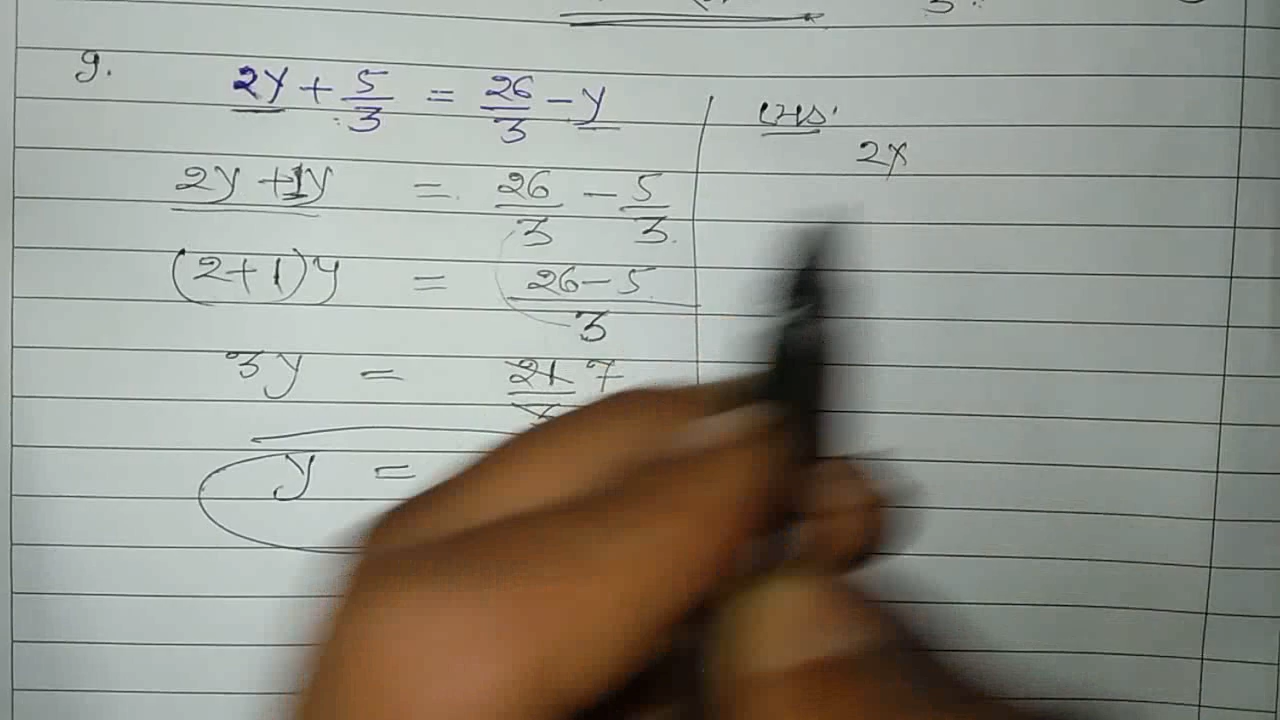 9. 2y + 5/3 = 26/3 - y
2y + 1y = 26/3 - 5/3
(2+1)y = 26-5/3
3y = 21/3 7
y =
LHS
2x